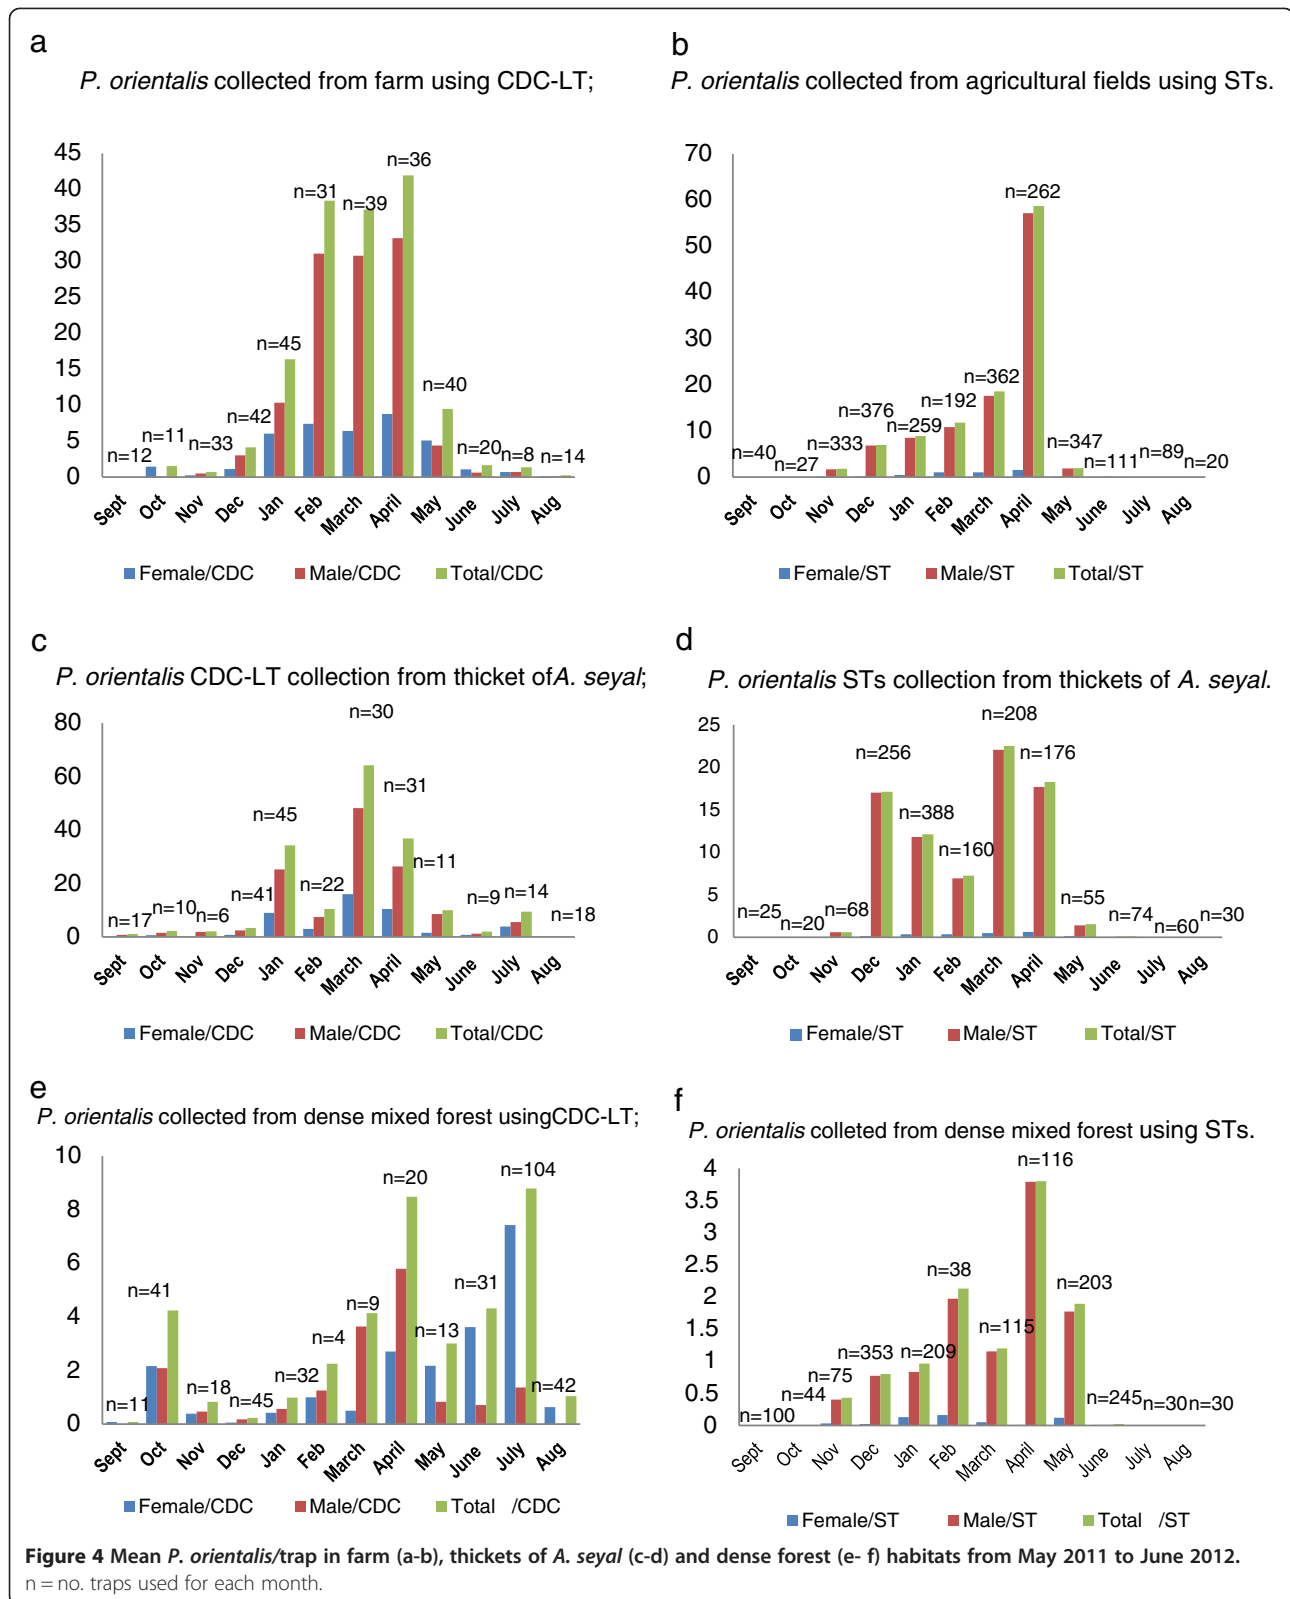 a
P. orientalis collected from farm using CDC-LT;
45
40
35
30
25
20
15
10
5
0
n=12
n=11
n=33
n=42
n=45
n=31
n=39
n=36
n=40
n=20
n=8
n=14
Sept Oct Nov Dec Jan Feb March April May June July Aug
Female/CDC Male/CDC Total/CDC
b
P. orientalis collected from agricultural fields using STs.
70
60
50
40
30
20
10
0
n=40
n=27
n=333
n=376
n=259
n=192
n=362
n=262
n=347
n=111
n=89
n=20
Sept Oct Nov Dec Jan Feb March April May June July Aug
Female/ST Male/ST Total/ST
c
P. orientalis CDC-LT collection from thicket ofA. seyal;
80
60
40
20
0
n=17
n=10
n=6
n=41
n=45
n=22
n=30
n=31
n=11
n=9
n=14
n=18
Sept Oct Nov Dec Jan Feb March April May June July Aug
Female/CDC Male/CDC Total/CDC
d
P. orientalis STs collection from thickets of A. seyal.
25
20
15
10
5
0
n=25
n=20
n=68
n=256
n=388
n=160
n=208
n=176
n=55
n=74
n=60
n=30
Sept Oct Nov Dec Jan Feb March April May June July Aug
Female/ST Male/ST Total/ST
e
P. orientalis collected from dense mixed forest usingCDC-LT;
10
8
6
4
2
0
n=11
n=41
n=18
n=45
n=32
n=4
n=9
n=20
n=13
n=31
n=104
n=42
Sept Oct Nov Dec Jan Feb March April May June July Aug
Female/CDC Male/CDC Total /CDC
f
P. orientalis colleted from dense mixed forest using STs.
4
3.5
3
2.5
2
1.5
1
0.5
0
n=100
n=44
n=75
n=353
n=209
n=38
n=115
n=116
n=203
n=245
n=30
n=30
Sept Oct Nov Dec Jan Feb March April May June July Aug
Female/ST Male/ST Total /ST
Figure 4 Mean P. orientalis/trap in farm (a-b), thickets of A. seyal (c-d) and dense forest (e- f) habitats from May 2011 to June 2012.
n = no. traps used for each month.